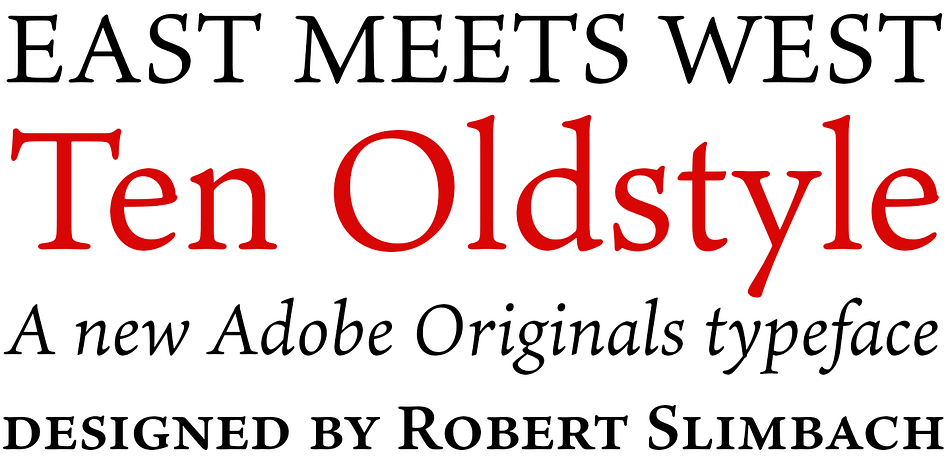 EAST MEETS WEST
Ten Oldstyle
A new Adobe Originals typeface
DESIGNED BY ROBERT SLIMBACH